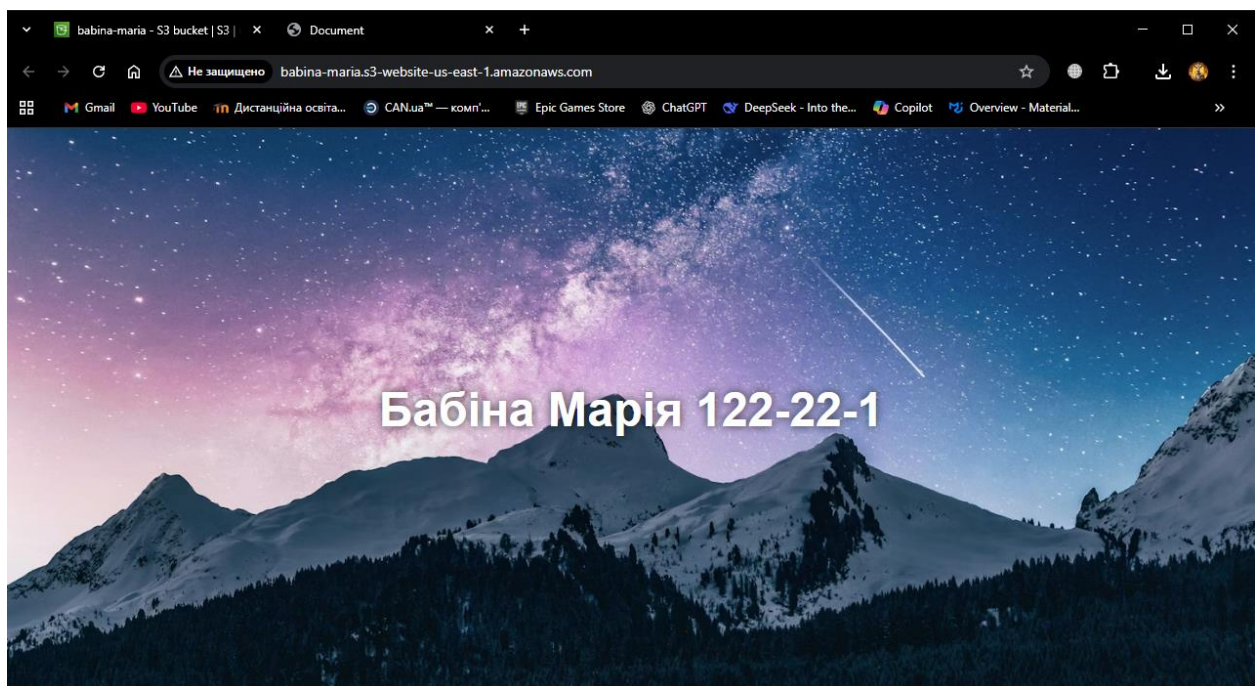 babina-maria - S3 bucket | S3 |
Document
Не защищено babina-maria.s3-website-us-east-1.amazonaws.com
Gmail YouTube Дистанційна освіта... CAN.ua™ — комп'... Epic Games Store ChatGPT DeepSeek - Into the... Copilot Overview - Material...
Бабіна Марія 122-22-1